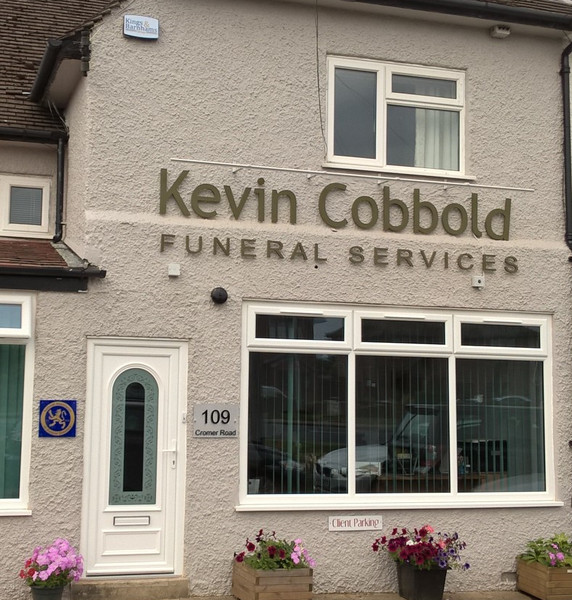 Kings &
Barnhams
Kevin Cobbold
FUNERAL SERVICES
109
Cromer Road
Client Parking